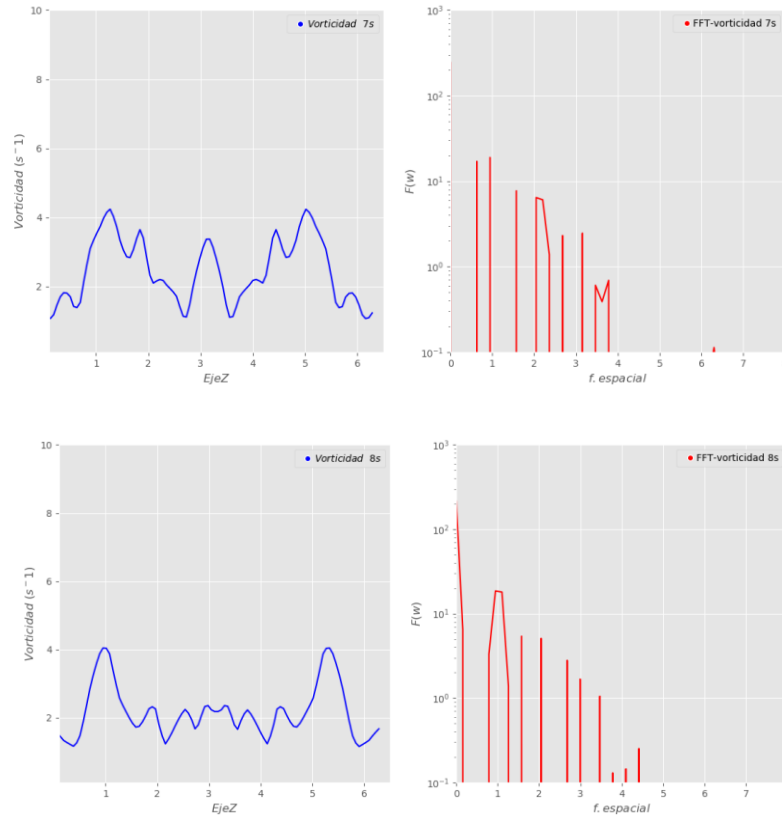 Vorticidad 7s
10
8
6
4
2
Vorticidad (s^-1)
1 2 3 4 5 6
EjeZ
FFT-vorticidad 7s
10^3
10^2
10^1
10^0
10^-1
F(w)
0 1 2 3 4 5 6 7
f.espacial
Vorticidad 8s
10
8
6
4
2
Vorticidad (s^-1)
1 2 3 4 5 6
EjeZ
FFT-vorticidad 8s
10^3
10^2
10^1
10^0
10^-1
F(w)
0 1 2 3 4 5 6 7
f.espacial